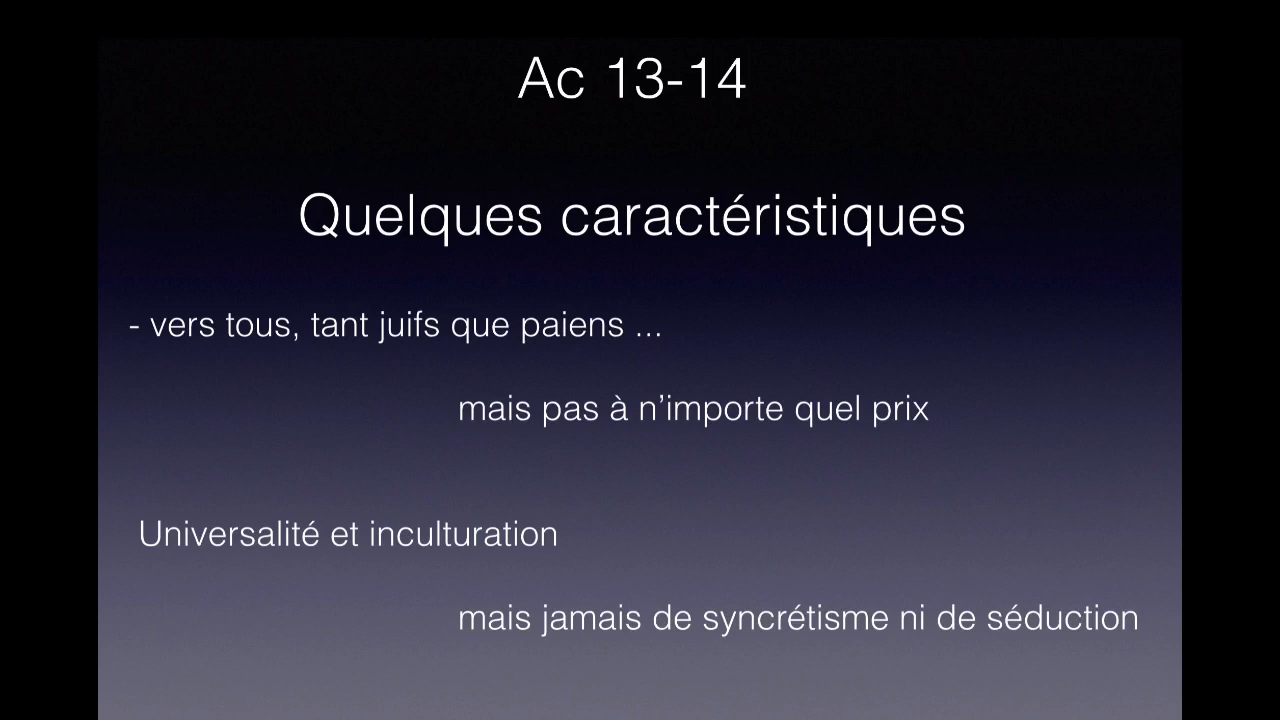 Ac 13-14
Quelques caractéristiques
- vers tous, tant juifs que paiens ...
mais pas à n’importe quel prix
Universalité et inculturation
mais jamais de syncrétisme ni de séduction